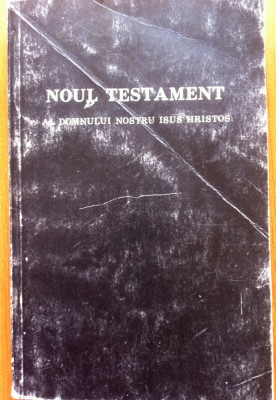 NOUL TESTAMENT
AL DOMNULUI NOSTRU ISUS HRISTOS